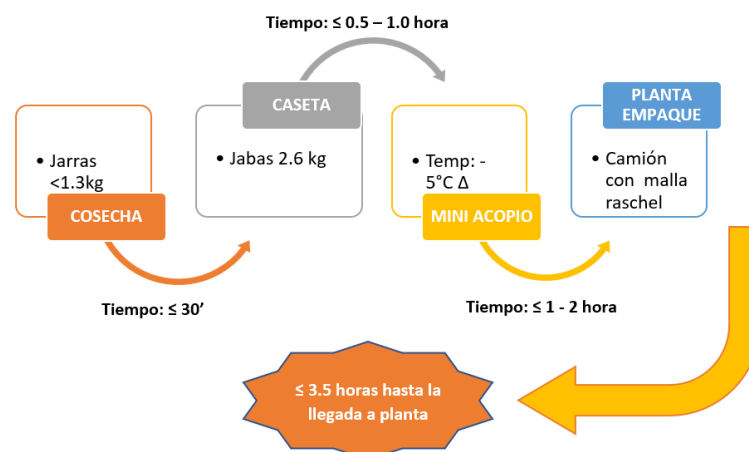 Tiempo: ≤ 0.5 – 1.0 hora
CASETA
PLANTA
EMPAQUE
• Jarras
<1.3kg
COSECHA
• Jabas 2.6 kg
• Temp: -
5°C Δ
MINI ACOPIO
• Camión
con malla
raschel
Tiempo: ≤ 30’
Tiempo: ≤ 1 - 2 hora
≤ 3.5 horas hasta la
llegada a planta